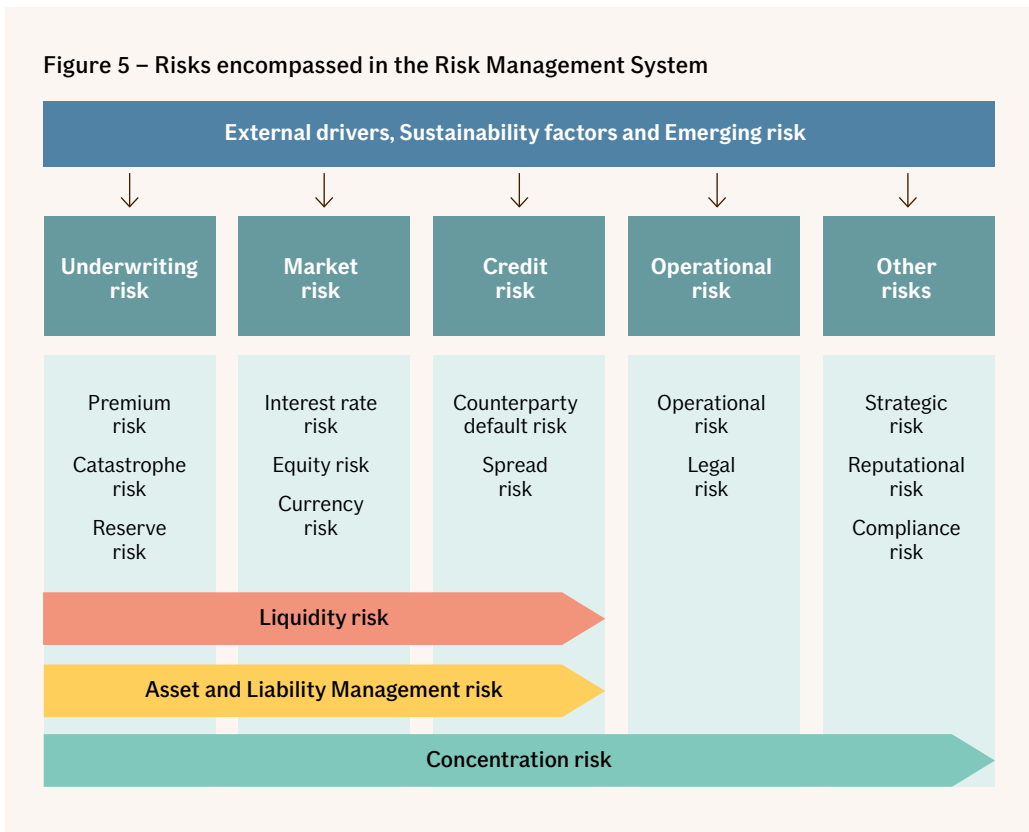 Figure 5 – Risks encompassed in the Risk Management System
External drivers, Sustainability factors and Emerging risk
Underwriting
risk
Market
risk
Credit
risk
Operational
risk
Other
risks
Premium
risk
Catastrophe
risk
Reserve
risk
Interest rate
risk
Equity risk
Currency
risk
Counterparty
default risk
Spread
risk
Operational
risk
Legal
risk
Strategic
risk
Reputational
risk
Compliance
risk
Liquidity risk
Asset and Liability Management risk
Concentration risk